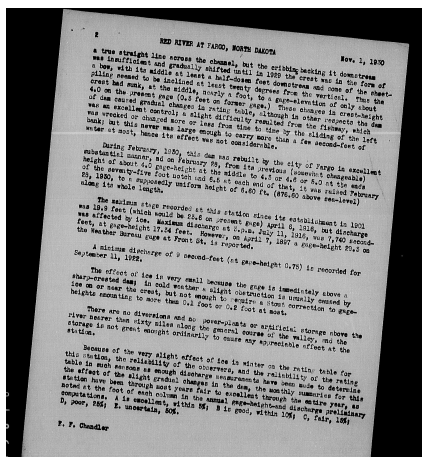 2
RED RIVER AT FARGO, NORTH DAKOTA
Nov. 1, 1930
a true straight line across the channel, but the cribbing backing it downstream
was insufficient and gradually shifted until in 1929 the crest was in the form of
a bow, with its middle at least a half-dozen feet downstream and some of the sheet-
piling seemed to be inclined at least twenty degrees from the vertical. Thus the
crest had sunk, at the middle, nearly a foot, to a gage-elevation of only about
4.0 on the present gage (0.3 feet on former gage.) These changes in crest-height
of dam caused gradual changes in rating table, although in other respects the dam
was an excellent control; a slight difficulty resulted from the fishway, which
was wrecked or changed more or less from time to time by the sliding of the left
bank; but this never was large enough to carry more than a few second-feet of
water at most, hence its effect was not considerable.
During February, 1930, this dam was rebuilt by the city of Fargo in excellent
substantial manner, and on February 23, from its previous (somewhat changeable)
height of about 4.0 gage-height at the middle to 4.5 or 4.8 or 5.0 at the ends
of the seventy-five foot notch and 5.5 at each end of that, it was raised February
23, 1930, to a supposedly uniform height of 5.60 ft. above sea-level)
along its whole length.
The maximum stage recorded at this station since its establishment in 1901
was 19.9 feet (which would be on present gage) April 6, 1916, but discharge
was affected by ice. Maximum discharge at p.m. July 11, 1916, was 7,740 second-
feet, at gage-height 17.34 feet. However, on April 7, 1897 a gage-height on
the Weather Bureau gage at Front St. is reported.
A minimum discharge of 9 second-feet (at gage-height 0.75) is recorded for
September 11, 1922.
The effect of ice is very small because the gage is immediately above a
sharp-crested dam; in cold weather a slight obstruction is usually caused by
ice on or near the crest, but not enough to require a Stout correction to gage-
heights amounting to more than 0.1 foot or 0.2 foot at most.
There are no diversions and no power-plants or artificial storage above the
river nearer than sixty miles along the general course of the valley, and the
storage is not great enough ordinarily to cause any appreciable effect at the
station.
Because of the very slight effect of ice in winter on the rating table for
this station, the reliability of the observers, and the reliability of the rating
table in such seasons as enough discharge measurements have been made to determine
the effect of the slight gradual changes in the dam, the monthly summaries for this
station have been through most years fair to excellent through the entire year, as
noted at the foot of each column in the annual gage-height-and discharge preliminary
computations. A is excellent, within 5%; B is good, within 10%; C, fair, 15%;
D, poor, 25%; E, uncertain, 50%.
F. F. Chandler